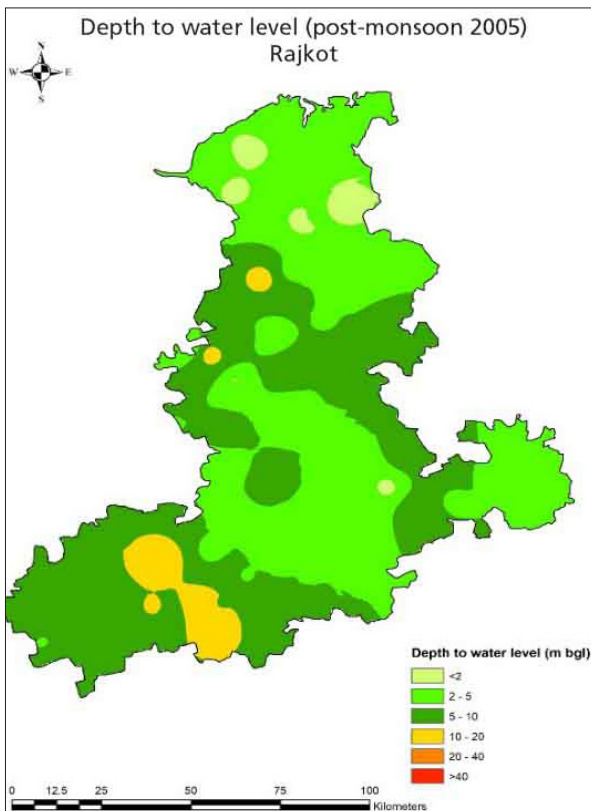 Depth to water level (post-monsoon 2005)
Rajkot
N
W E
S
Depth to water level (m bgl)
<2
2 - 5
5 - 10
10 - 20
20 - 40
>40
0 12.5 25 50 75 100
Kilometers